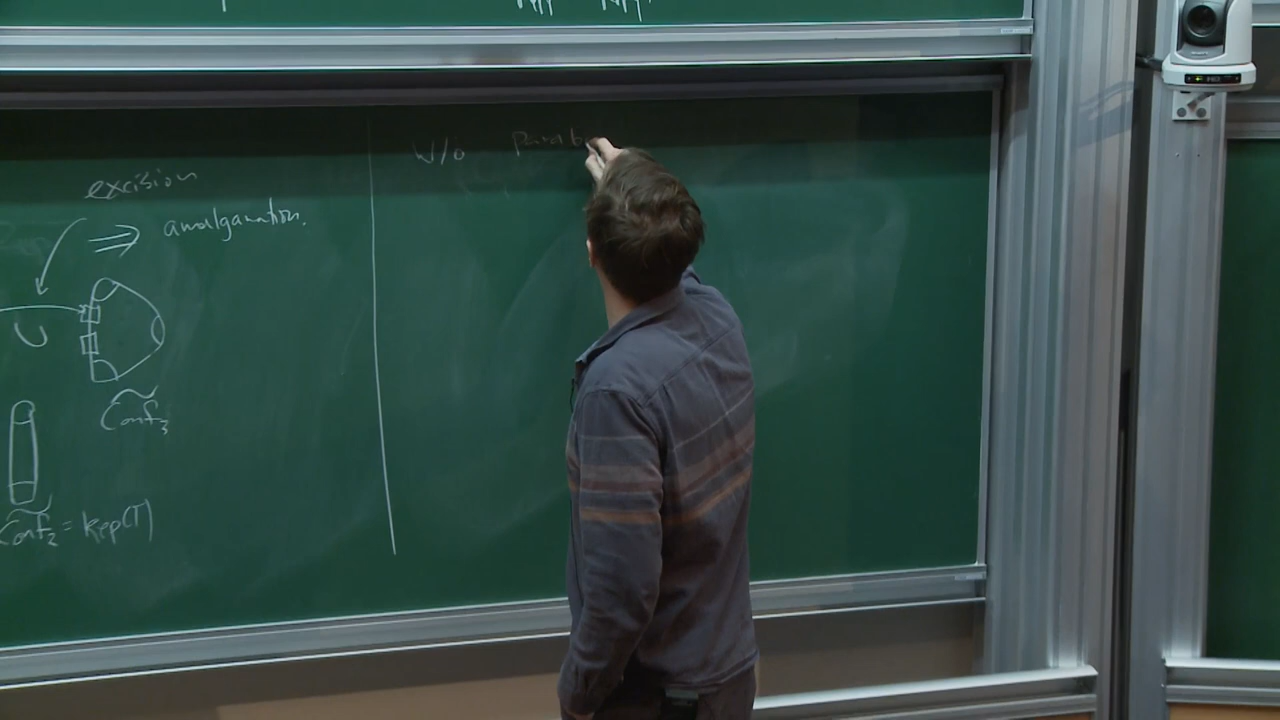 excision
⇒ amalgamation.
U
Conf₃
Conf₂ = Rep(T)
w/o Parab